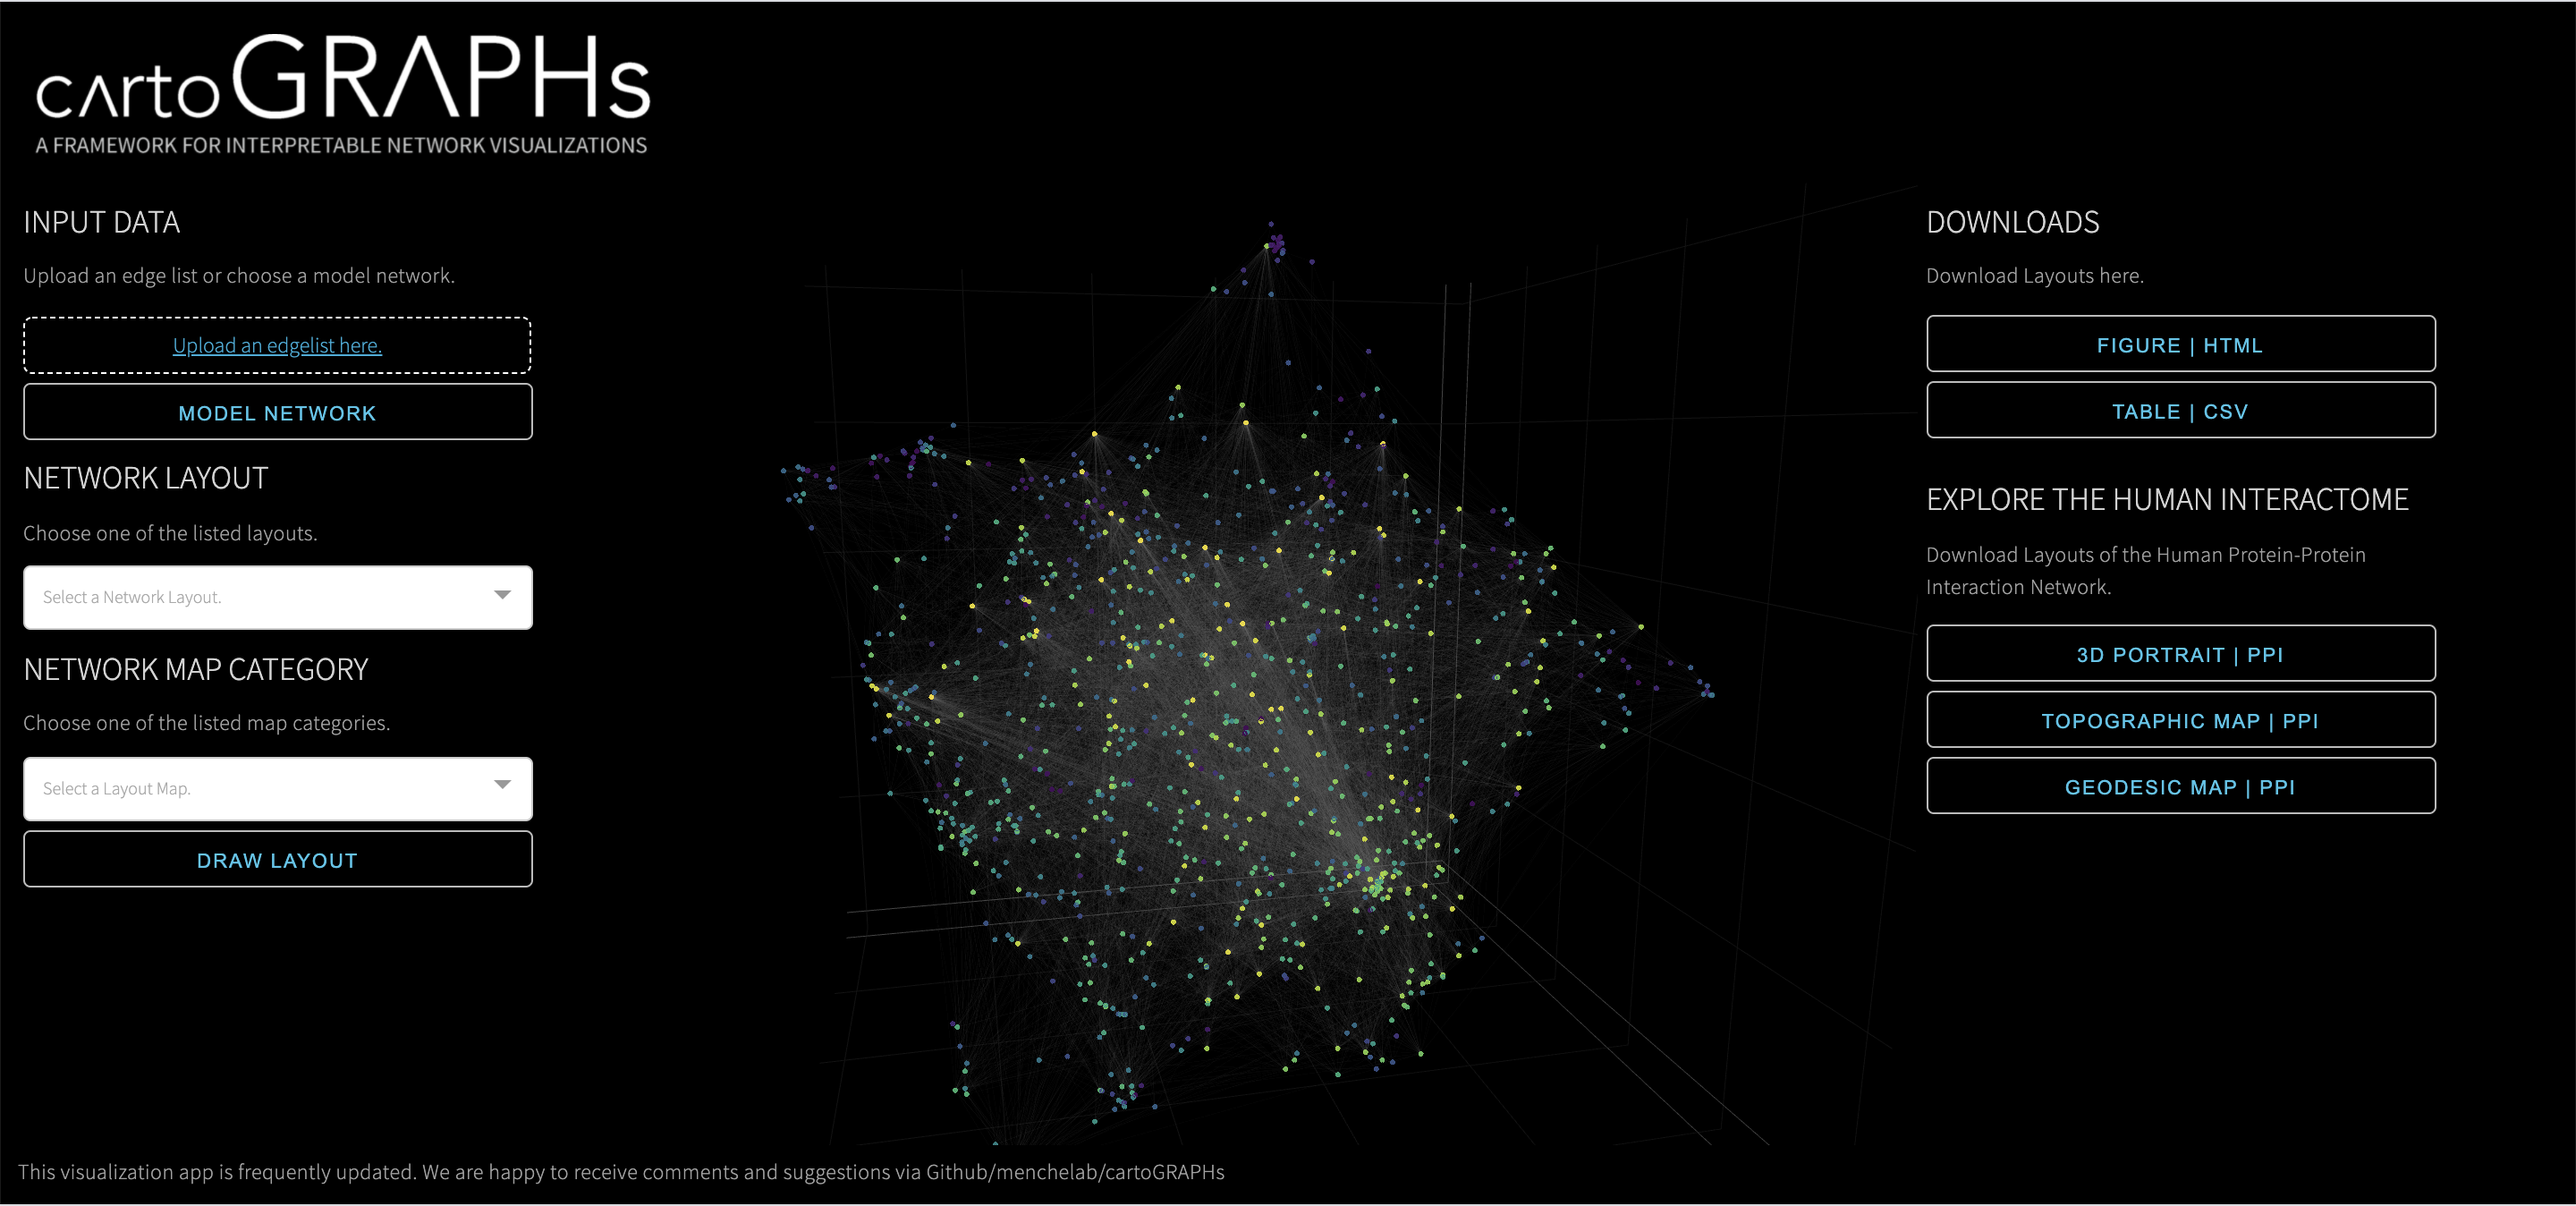 cartoGRAPHs
A FRAMEWORK FOR INTERPRETABLE NETWORK VISUALIZATIONS
INPUT DATA
Upload an edge list or choose a model network.
Upload an edgelist here.
MODEL NETWORK
NETWORK LAYOUT
Choose one of the listed layouts.
Select a Network Layout.
NETWORK MAP CATEGORY
Choose one of the listed map categories.
Select a Layout Map.
DRAW LAYOUT
DOWNLOADS
Download Layouts here.
FIGURE | HTML
TABLE | CSV
EXPLORE THE HUMAN INTERACTOME
Download Layouts of the Human Protein-Protein
Interaction Network.
3D PORTRAIT | PPI
TOPOGRAPHIC MAP | PPI
GEODESIC MAP | PPI
This visualization app is frequently updated. We are happy to receive comments and suggestions via Github/menchelab/cartoGRAPHs